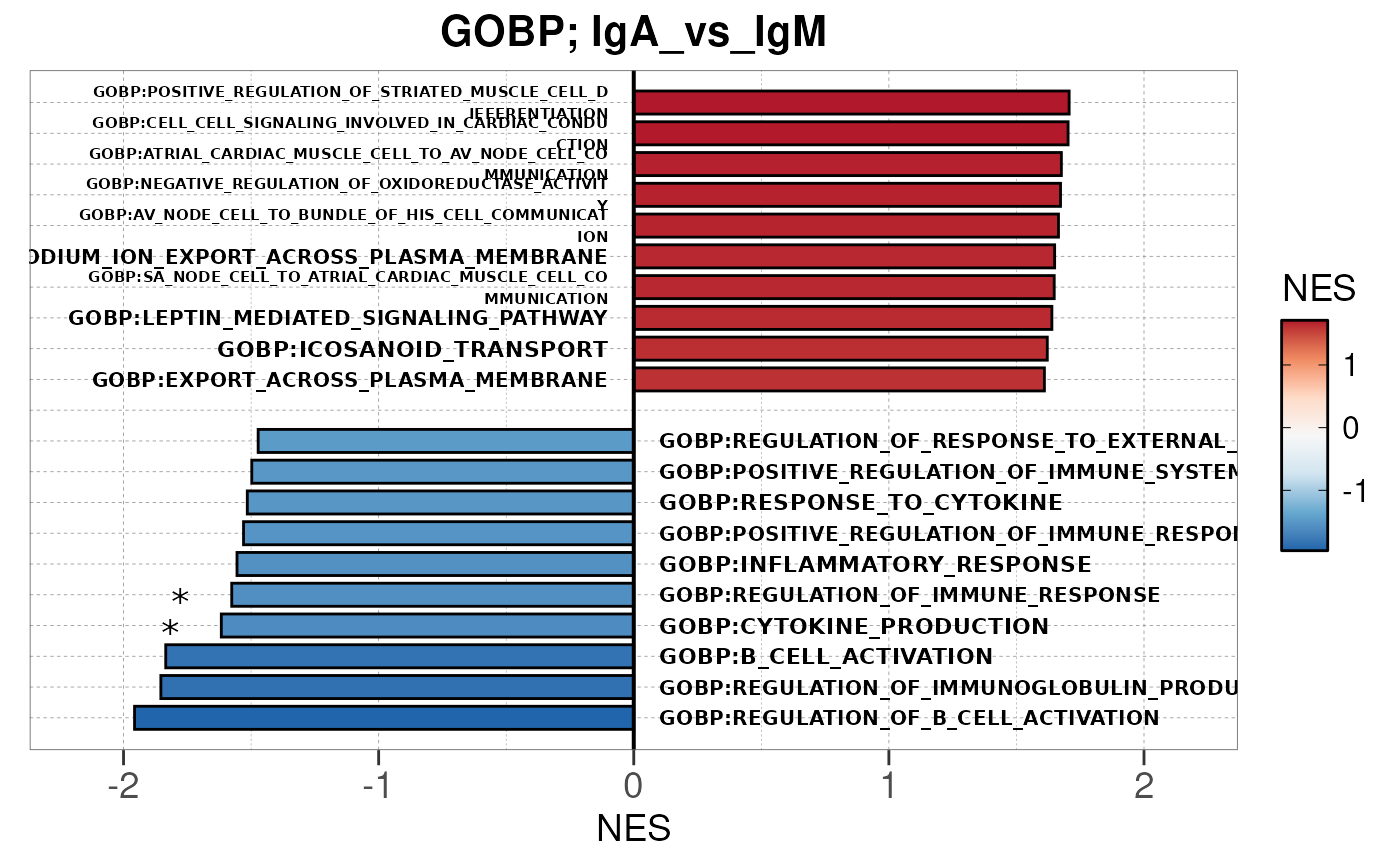 GOBP; IgA_vs_IgM
GOBP:POSITIVE_REGULATION_OF_STRIATED_MUSCLE_CELL_D
IFFERENTIATION
GOBP:CELL_CELL_SIGNALING_INVOLVED_IN_CARDIAC_CONDU
CTION
GOBP:ATRIAL_CARDIAC_MUSCLE_CELL_TO_AV_NODE_CELL_CO
MMUNICATION
GOBP:NEGATIVE_REGULATION_OF_OXIDOREDUCTASE_ACTIVIT
Y
GOBP:AV_NODE_CELL_TO_BUNDLE_OF_HIS_CELL_COMMUNICAT
ION
ODIUM_ION_EXPORT_ACROSS_PLASMA_MEMBRANE
GOBP:SA_NODE_CELL_TO_ATRIAL_CARDIAC_MUSCLE_CELL_CO
MMUNICATION
GOBP:LEPTIN_MEDIATED_SIGNALING_PATHWAY
GOBP:ICOSANOID_TRANSPORT
GOBP:EXPORT_ACROSS_PLASMA_MEMBRANE
GOBP:REGULATION_OF_RESPONSE_TO_EXTERNAL_
GOBP:POSITIVE_REGULATION_OF_IMMUNE_SYSTEM
GOBP:RESPONSE_TO_CYTOKINE
GOBP:POSITIVE_REGULATION_OF_IMMUNE_RESPON
GOBP:INFLAMMATORY_RESPONSE
* GOBP:REGULATION_OF_IMMUNE_RESPONSE
* GOBP:CYTOKINE_PRODUCTION
GOBP:B_CELL_ACTIVATION
GOBP:REGULATION_OF_IMMUNOGLOBULIN_PRODU
GOBP:REGULATION_OF_B_CELL_ACTIVATION
-2 -1 0 1 2
NES
NES
1
0
-1